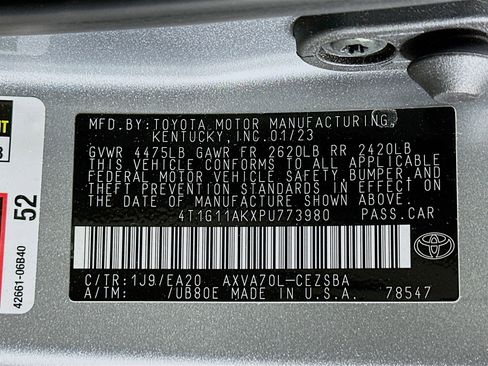 MFD.BY:TOYOTA MOTOR MANUFACTURING,
KENTUCKY, INC.01/23
GVWR 4475LB GAWR FR 2620LB RR 2420LB
THIS VEHICLE CONFORMS TO ALL APPLICABLE
FEDERAL MOTOR VEHICLE SAFETY, BUMPER, AND
THEFT PREVENTION STANDARDS IN EFFECT ON
THE DATE OF MANUFACTURE SHOWN ABOVE.
4T1G11AKXPU773980 PASS.CAR
C/TR:1J9/EA20 AXVA70L-CEZSBA
A/TM: /UB80E MADE IN U.S.A. 78547
TOYOTA
52
42661-06B40